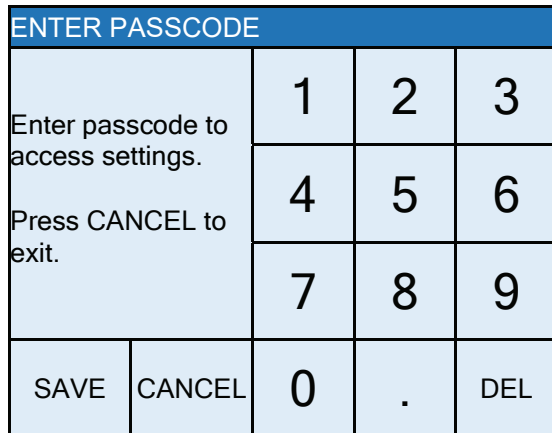 ENTER PASSCODE
Enter passcode to
access settings.
Press CANCEL to
exit.
1 2 3
4 5 6
7 8 9
SAVE CANCEL 0 . DEL